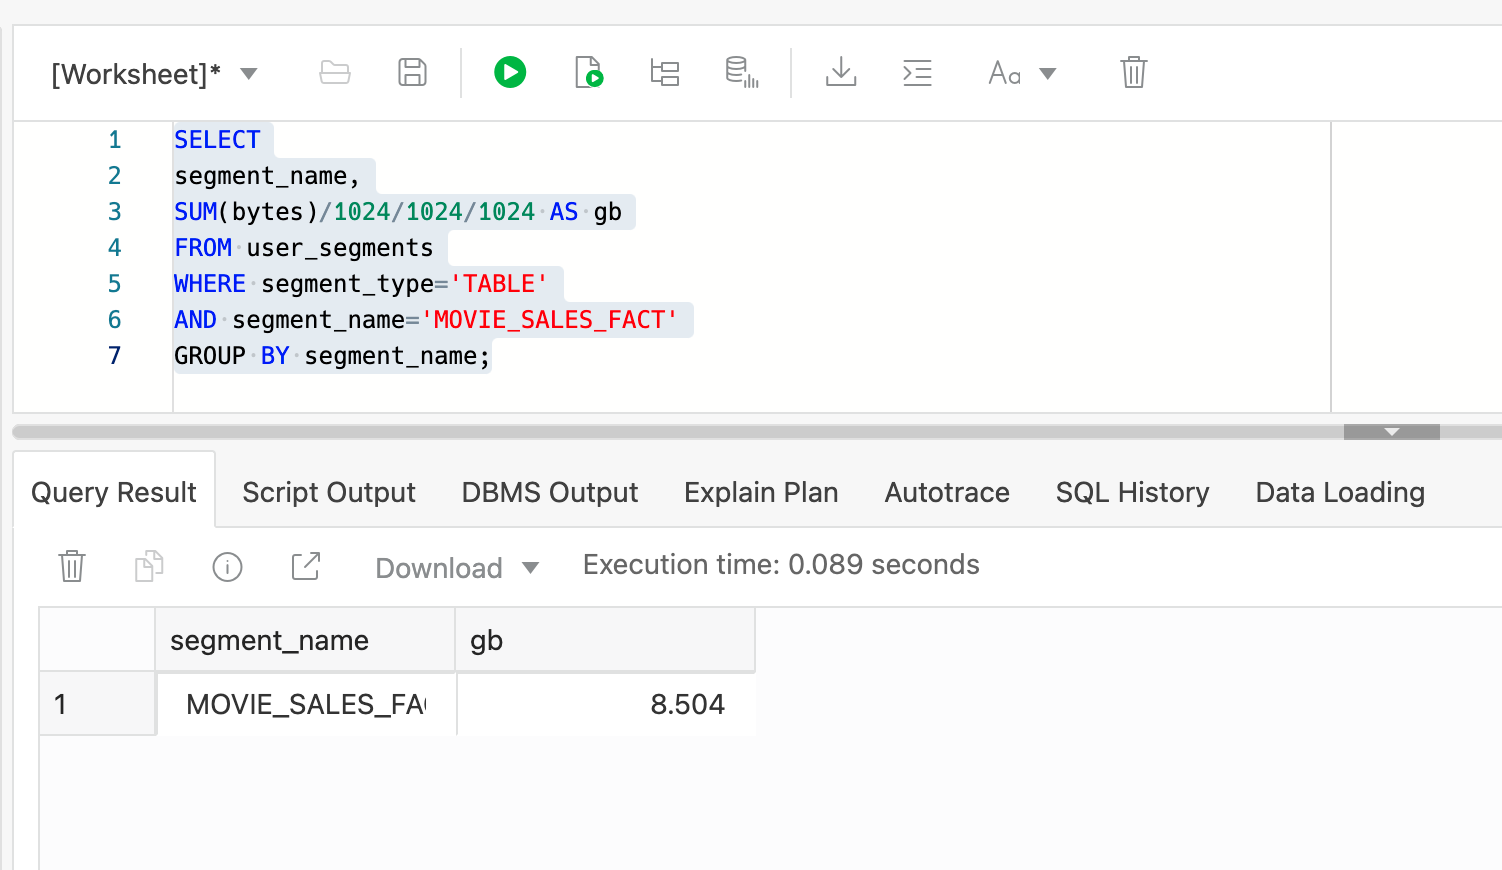 [Worksheet]*
Aa
1 SELECT
2 segment_name,
3 SUM(bytes)/1024/1024/1024 AS gb
4 FROM user_segments
5 WHERE segment_type='TABLE'
6 AND segment_name='MOVIE_SALES_FACT'
7 GROUP BY segment_name;
Query Result Script Output DBMS Output Explain Plan Autotrace SQL History Data Loading
Download Execution time: 0.089 seconds
segment_name gb
1 MOVIE_SALES_FA 8.504